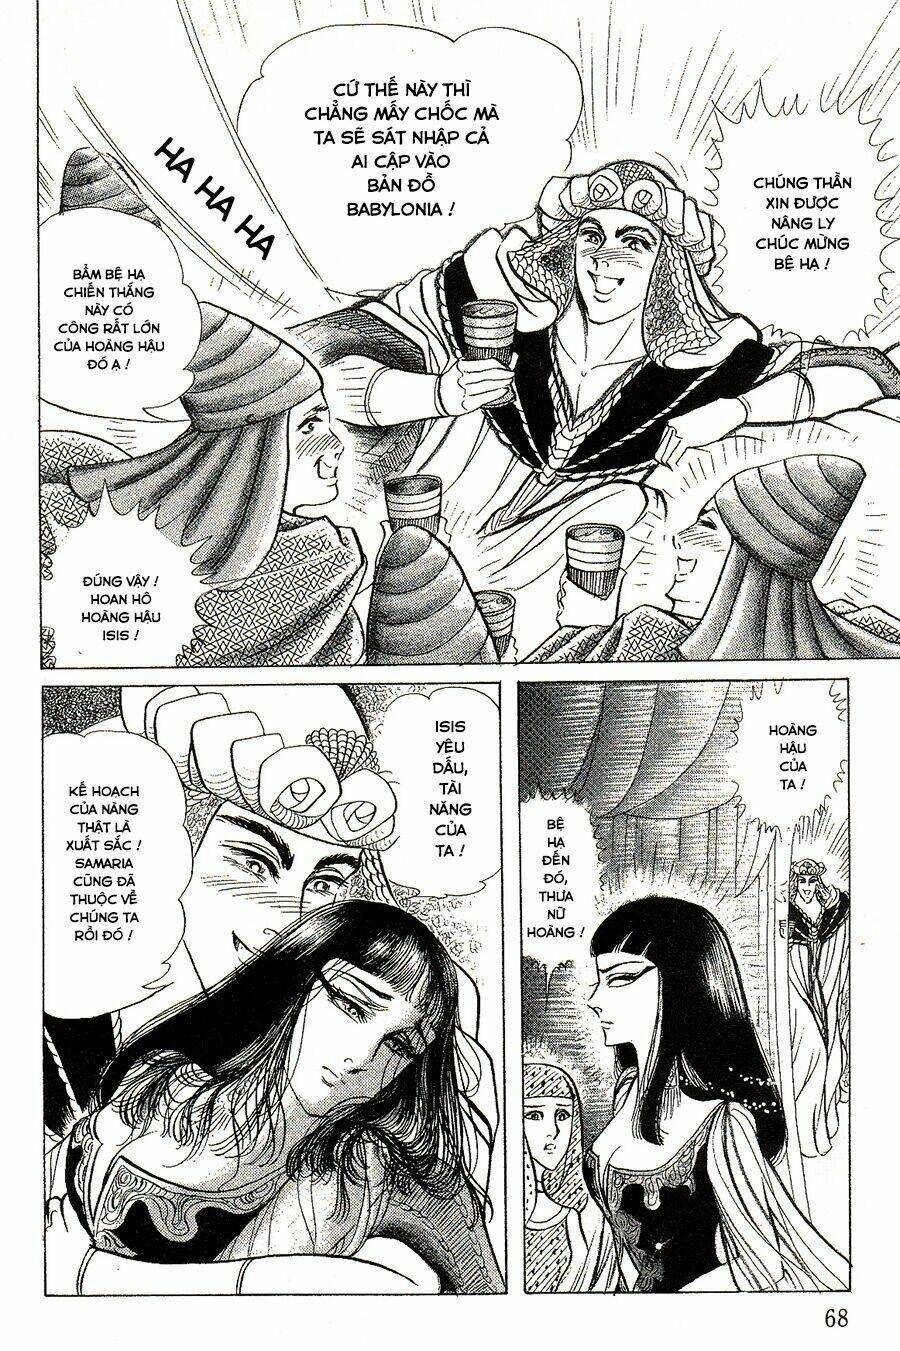 CHÚNG THẦN
XIN ĐƯỢC
NÂNG LY
CHÚC MỪNG
BỆ HẠ !
CỨ THẾ NÀY THÌ
CHẲNG MẤY CHỐC MÀ
TA SẼ SÁT NHẬP CẢ
AI CẬP VÀO
BẢN ĐỒ
BABYLONIA !
HA HA HA HA
BẨM BỆ HẠ
CHIẾN THẮNG
NÀY CÓ
CÔNG RẤT LỚN
CỦA HOÀNG HẬU
ĐÓ Ạ !
ĐÚNG VẬY !
HOAN HÔ
HOÀNG HẬU
ISIS !
HOÀNG
HẬU
CỦA
TA !
BỆ
HẠ
ĐẾN
ĐÓ,
THƯA
NỮ
HOÀNG !
ISIS
YÊU
DẤU,
TÀI
NĂNG
CỦA
TA !
KẾ HOẠCH
CỦA NÀNG
THẬT LÀ
XUẤT SẮC !
SAMARIA
CŨNG ĐÃ
THUỘC VỀ
CHÚNG TA
RỒI ĐÓ !
68